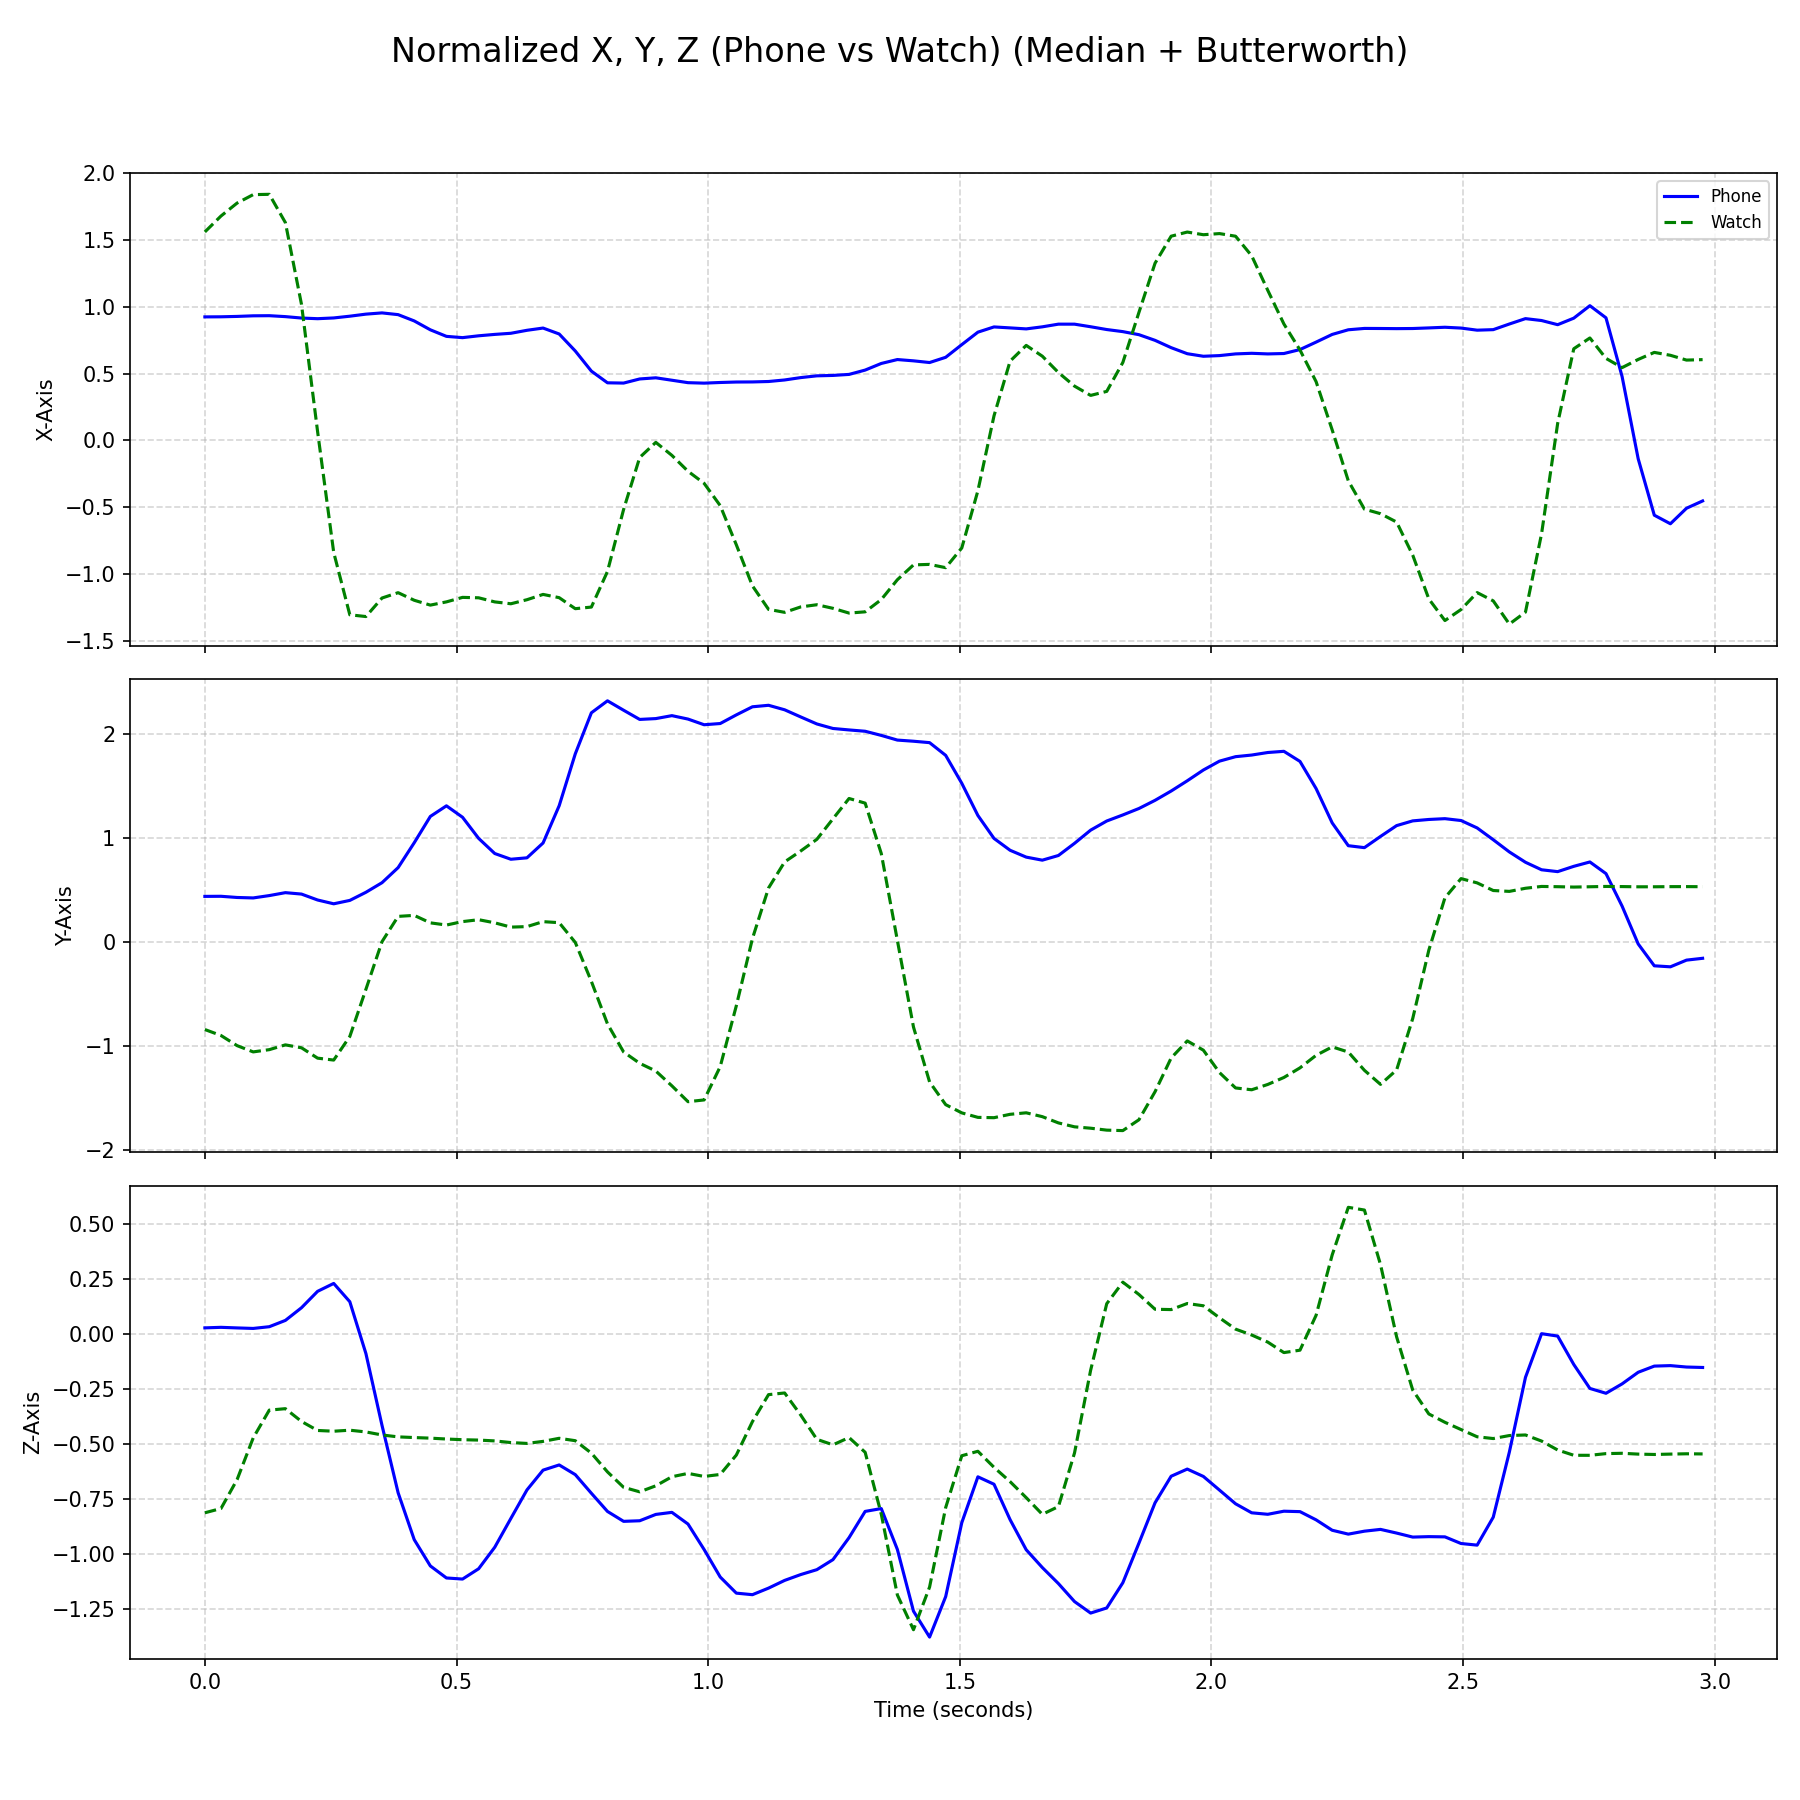 Normalized X, Y, Z (Phone vs Watch) (Median + Butterworth)
2.0
1.5
1.0
0.5
0.0
−0.5
−1.0
−1.5
X-Axis
Phone
Watch
2
1
0
−1
−2
Y-Axis
0.50
0.25
0.00
−0.25
−0.50
−0.75
−1.00
−1.25
Z-Axis
0.0 0.5 1.0 1.5 2.0 2.5 3.0
Time (seconds)